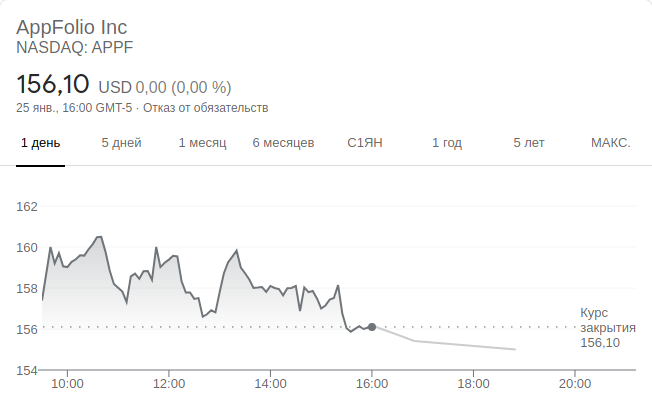 AppFolio Inc
NASDAQ: APPF
156,10 USD 0,00 (0,00 %)
25 янв., 16:00 GMT-5 · Отказ от обязательств
1 день 5 дней 1 месяц 6 месяцев С1ЯН 1 год 5 лет МАКС.
162
160
158
156
154
Курс
закрытия
156,10
10:00 12:00 14:00 16:00 18:00 20:00